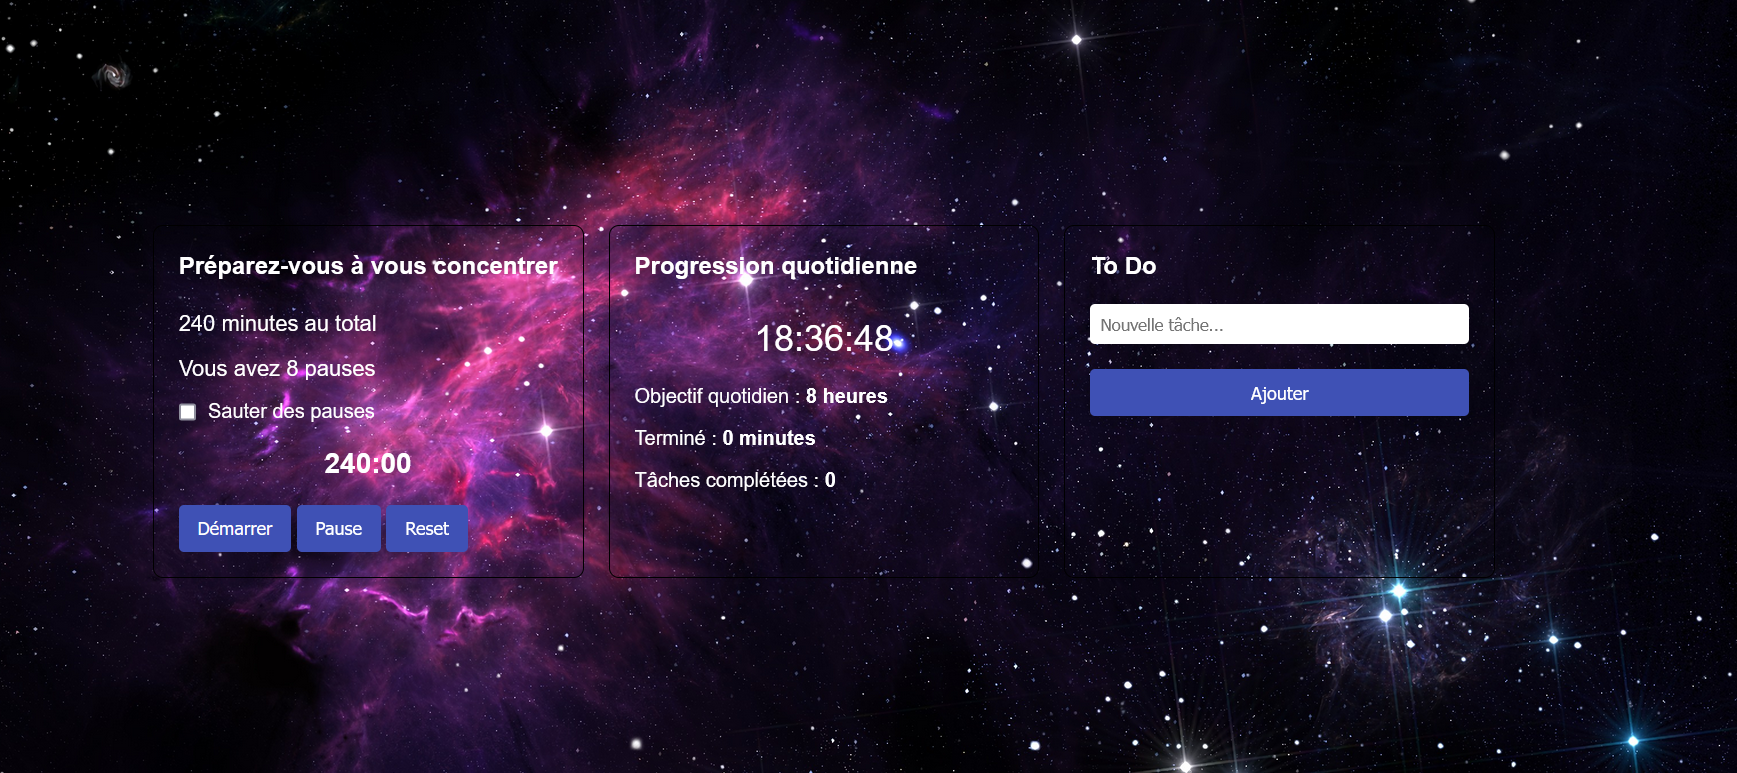 Préparez-vous à vous concentrer
240 minutes au total
Vous avez 8 pauses
Sauter des pauses
240:00
Démarrer
Pause
Reset
Progression quotidienne
18:36:48
Objectif quotidien : 8 heures
Terminé : 0 minutes
Tâches complétées : 0
To Do
Nouvelle tâche...
Ajouter